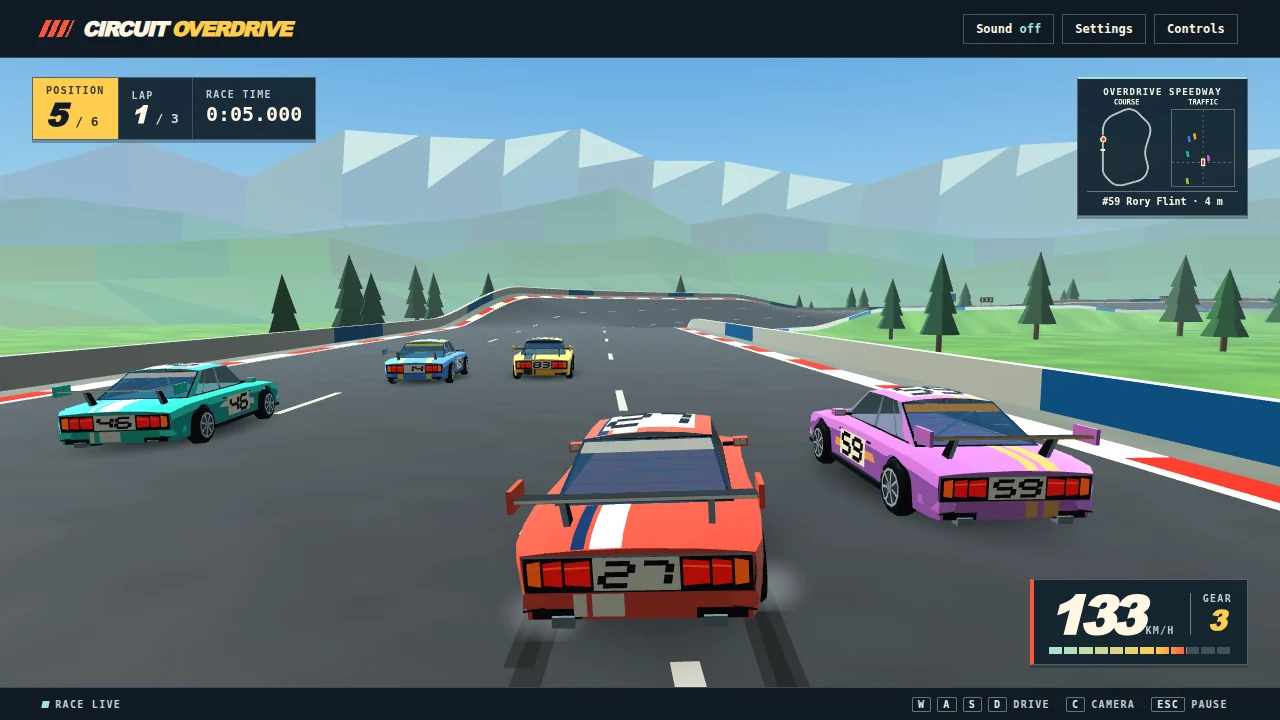 CIRCUIT OVERDRIVE
Sound off
Settings
Controls
POSITION
5 / 6
LAP
1 / 3
RACE TIME
0:05.000
OVERDRIVE SPEEDWAY
COURSE
TRAFFIC
#59 Rory Flint · 4 m
46
46
14
93
59
59
27
133 KM/H
GEAR
3
RACE LIVE
W A S D DRIVE
C CAMERA
ESC PAUSE